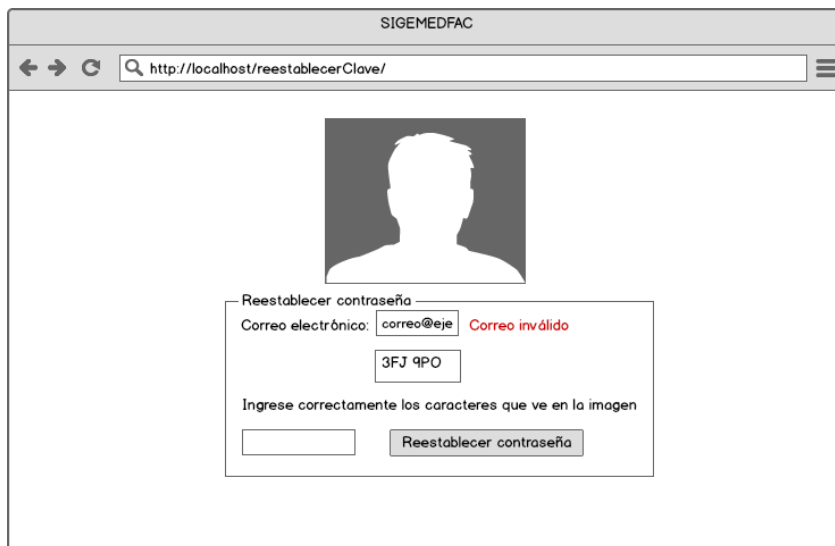 SIGEMEDFAC
http://localhost/reestablecerClave/
Reestablecer contraseña
Correo electrónico: correo@eje Correo inválido
3FJ 9PO
Ingrese correctamente los caracteres que ve en la imagen
Reestablecer contraseña